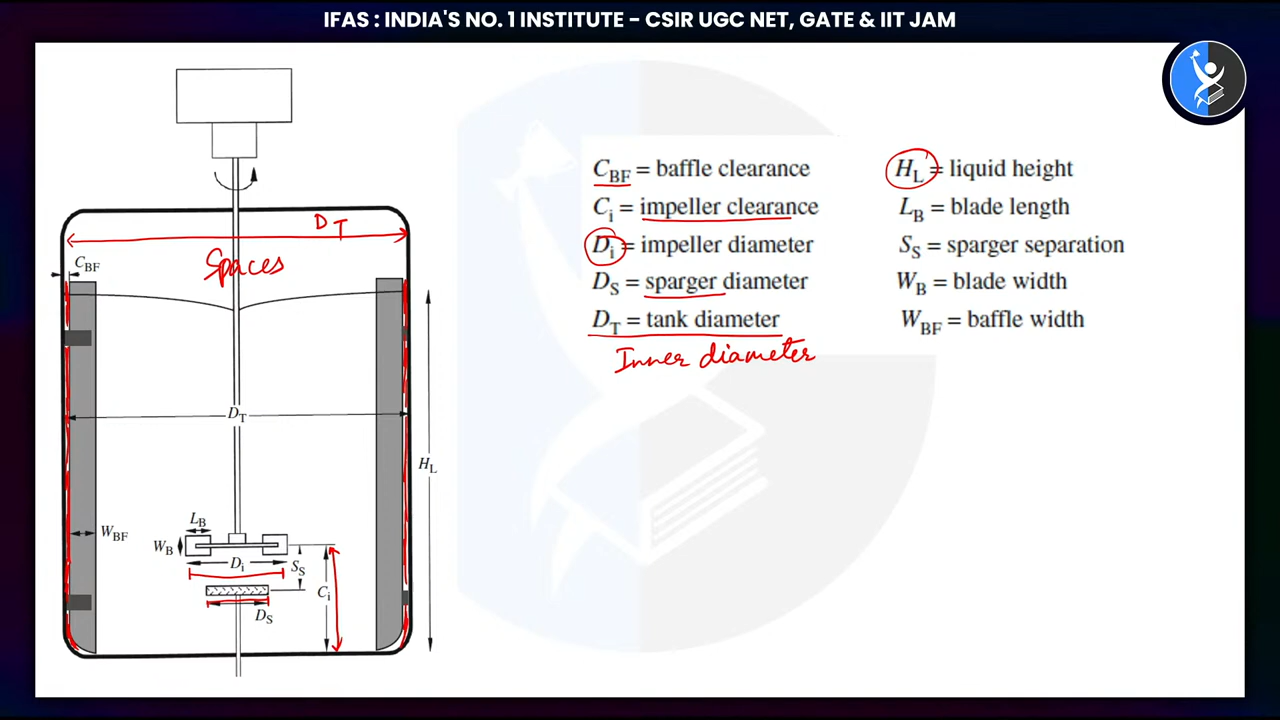 IFAS : INDIA'S NO. 1 INSTITUTE - CSIR UGC NET, GATE & IIT JAM
D T
Spaces
CBF
DT
HL
WBF
LB
WB
Di
SS
Ci
DS
CBF = baffle clearance
Ci = impeller clearance
Di = impeller diameter
DS = sparger diameter
DT = tank diameter
Inner diameter
HL = liquid height
LB = blade length
SS = sparger separation
WB = blade width
WBF = baffle width